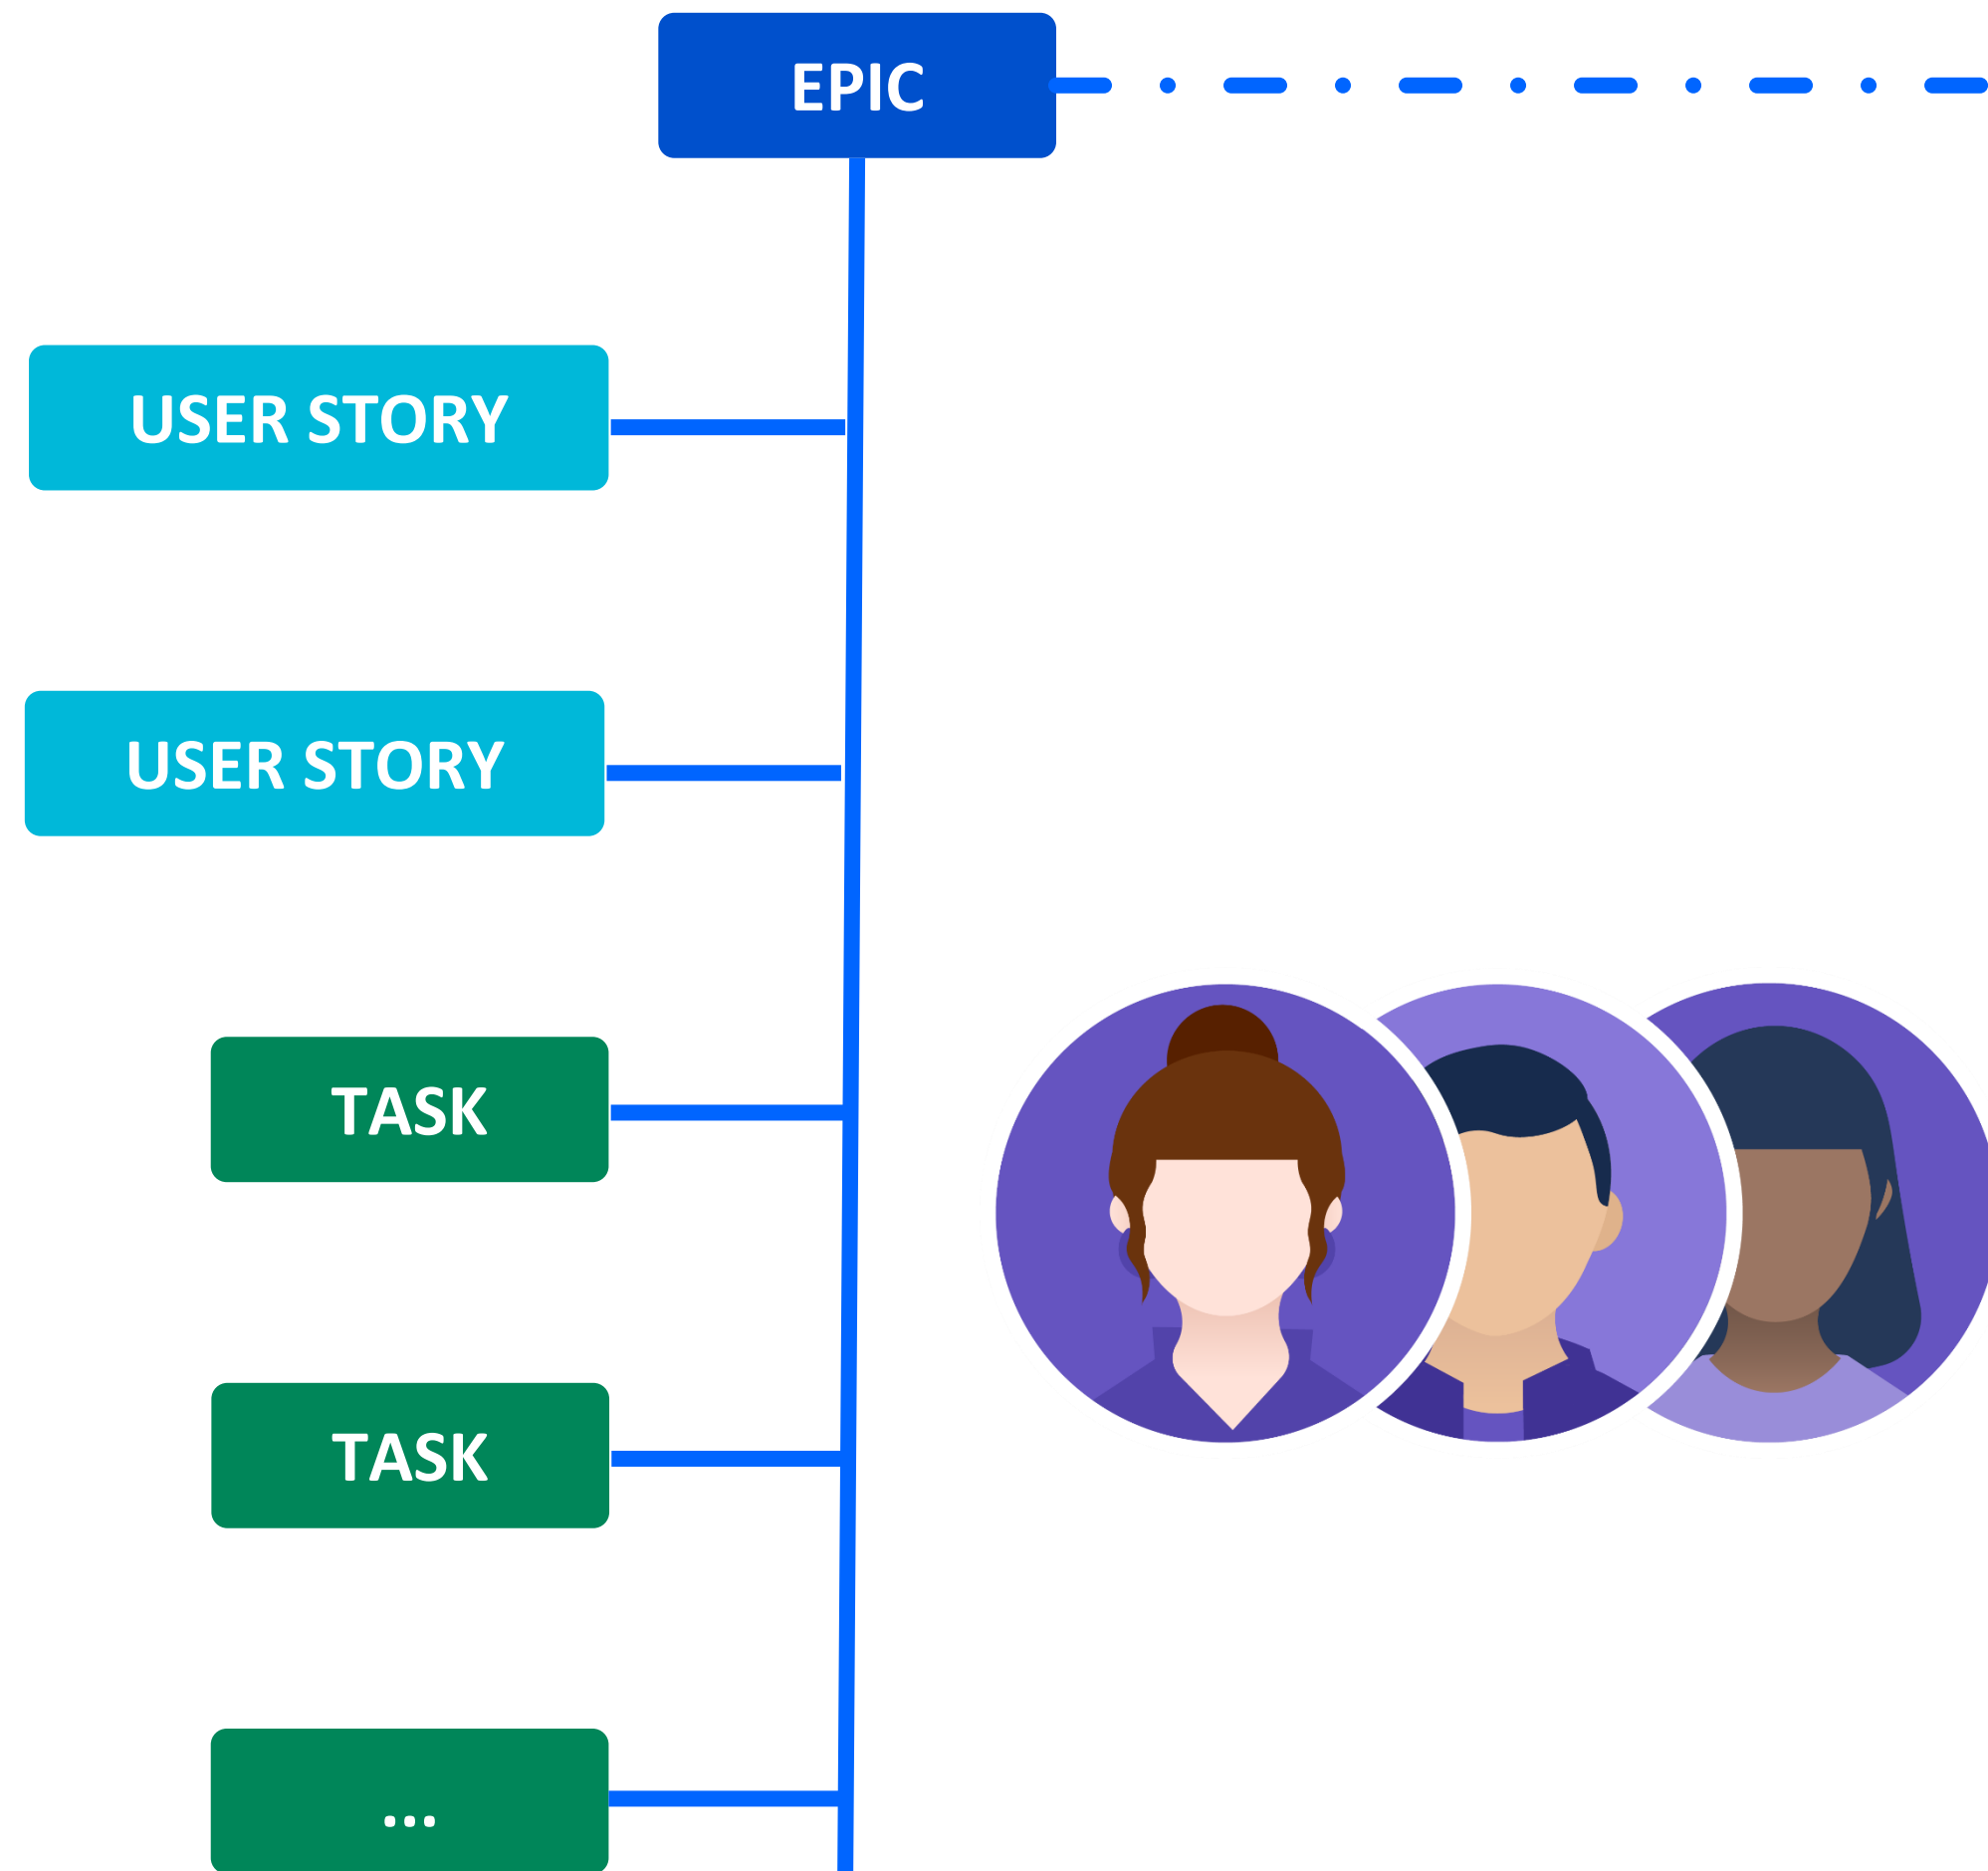 EPIC
USER STORY
USER STORY
TASK
TASK
...